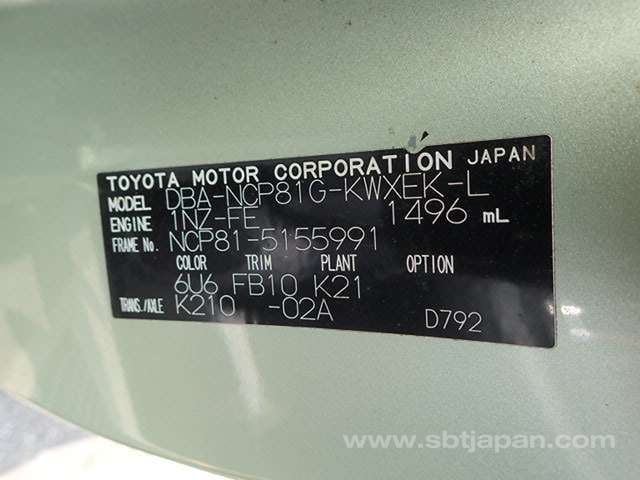 TOYOTA MOTOR CORPORATION JAPAN
MODEL DBA-NCP81G-KWXEK-L
ENGINE 1NZ-FE 1496 mL
FRAME No. NCP81-5155991
COLOR TRIM PLANT OPTION
6U6 FB10 K21
TRANS./AXLE K210 -02A
D792
www.sbtjapan.com